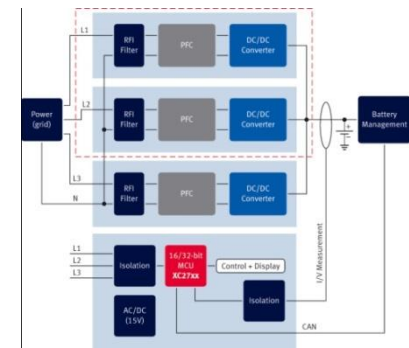 L1
RFI
Filter
PFC
DC/DC
Converter
Power
(grid)
L2
RFI
Filter
PFC
DC/DC
Converter
Battery
Management
L3
N
RFI
Filter
PFC
DC/DC
Converter
I/V Measurement
L1
L2
L3
Isolation
16/32-bit
MCU
XC27xx
Control + Display
AC/DC
(15V)
Isolation
CAN
+